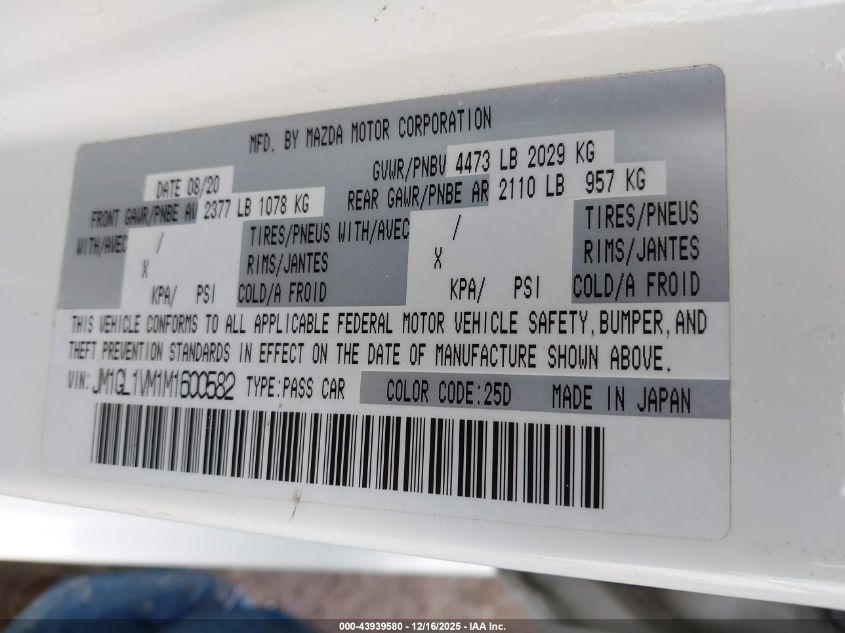 MFD. BY MAZDA MOTOR CORPORATION
DATE 08/20 GVWR/PNBV 4473 LB 2029 KG
FRONT GAWR/PNBE AV 2377 LB 1078 KG REAR GAWR/PNBE AR 2110 LB 957 KG
WITH/AVEC / TIRES/PNEUS WITH/AVEC / TIRES/PNEUS
X RIMS/JANTES X RIMS/JANTES
KPA/ PSI COLD/A FROID KPA/ PSI COLD/A FROID
THIS VEHICLE CONFORMS TO ALL APPLICABLE FEDERAL MOTOR VEHICLE SAFETY, BUMPER, AND
THEFT PREVENTION STANDARDS IN EFFECT ON THE DATE OF MANUFACTURE SHOWN ABOVE.
VIN: JM1GL1VM1M1600582 TYPE:PASS CAR COLOR CODE:25D MADE IN JAPAN
000-43939580 - 12/16/2025 - IAA Inc.